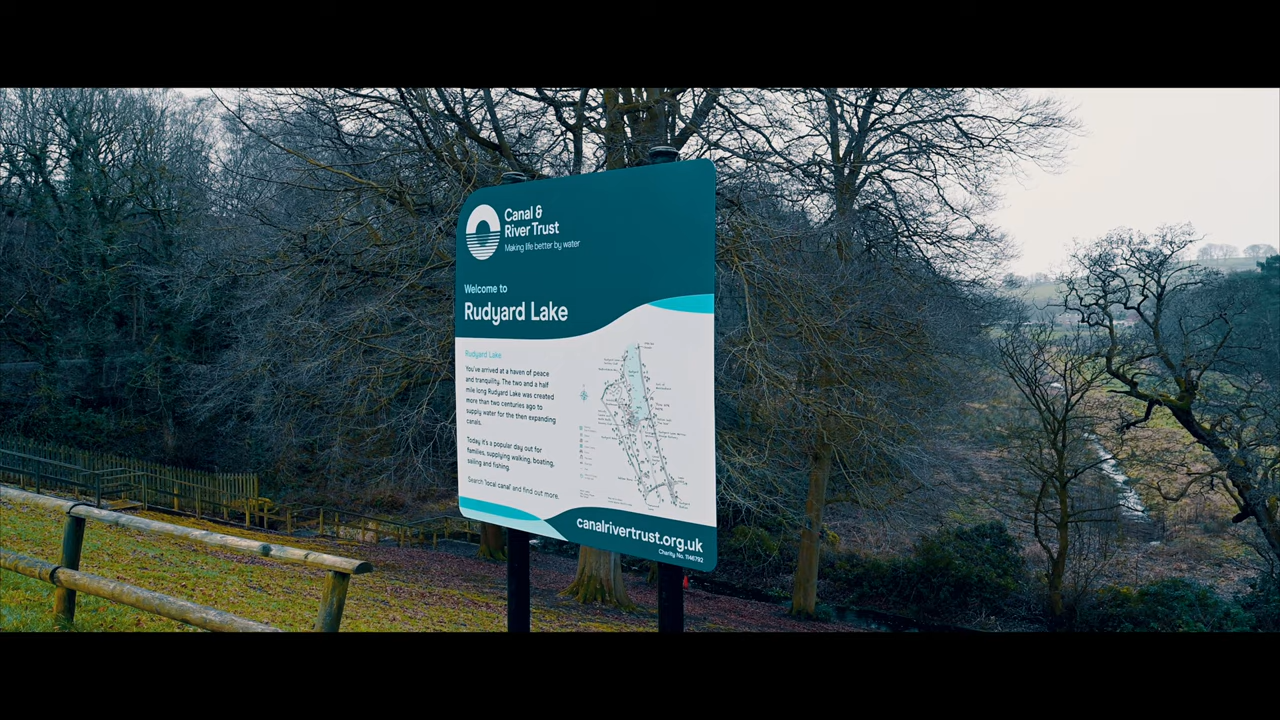 Canal &
River Trust
Making life better by water
Welcome to
Rudyard Lake
Rudyard Lake
You've arrived at a haven of peace
and tranquility. The two and a half
mile long Rudyard Lake was created
more than two centuries ago to
supply water for the then expanding
canals.
Today it's a popular day out for
families, supplying walking, boating,
sailing and fishing.
Search 'local canal' and find out more.
canalrivertrust.org.uk
Charity No. 1146792